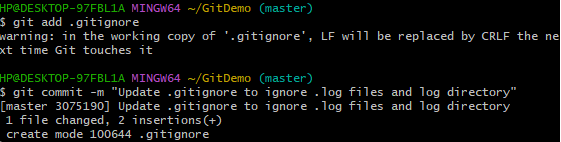 HP@DESKTOP-97FBL1A MINGW64 ~/GitDemo (master)
$ git add .gitignore
warning: in the working copy of '.gitignore', LF will be replaced by CRLF the ne
xt time Git touches it
HP@DESKTOP-97FBL1A MINGW64 ~/GitDemo (master)
$ git commit -m "Update .gitignore to ignore .log files and log directory"
[master 3075190] Update .gitignore to ignore .log files and log directory
 1 file changed, 2 insertions(+)
 create mode 100644 .gitignore